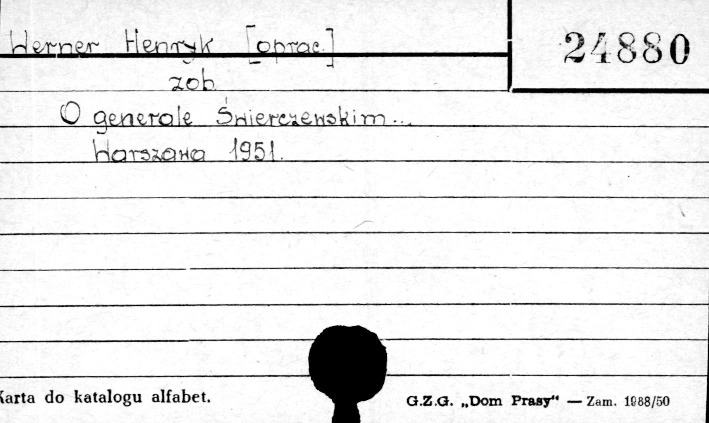 Werner Henryk [oprac.]
24880
zob.
O generale Świerczewskim...
Warszawa 1951.
Karta do katalogu alfabet.
G.Z.G. „Dom Prasy" — Zam. 1988/50